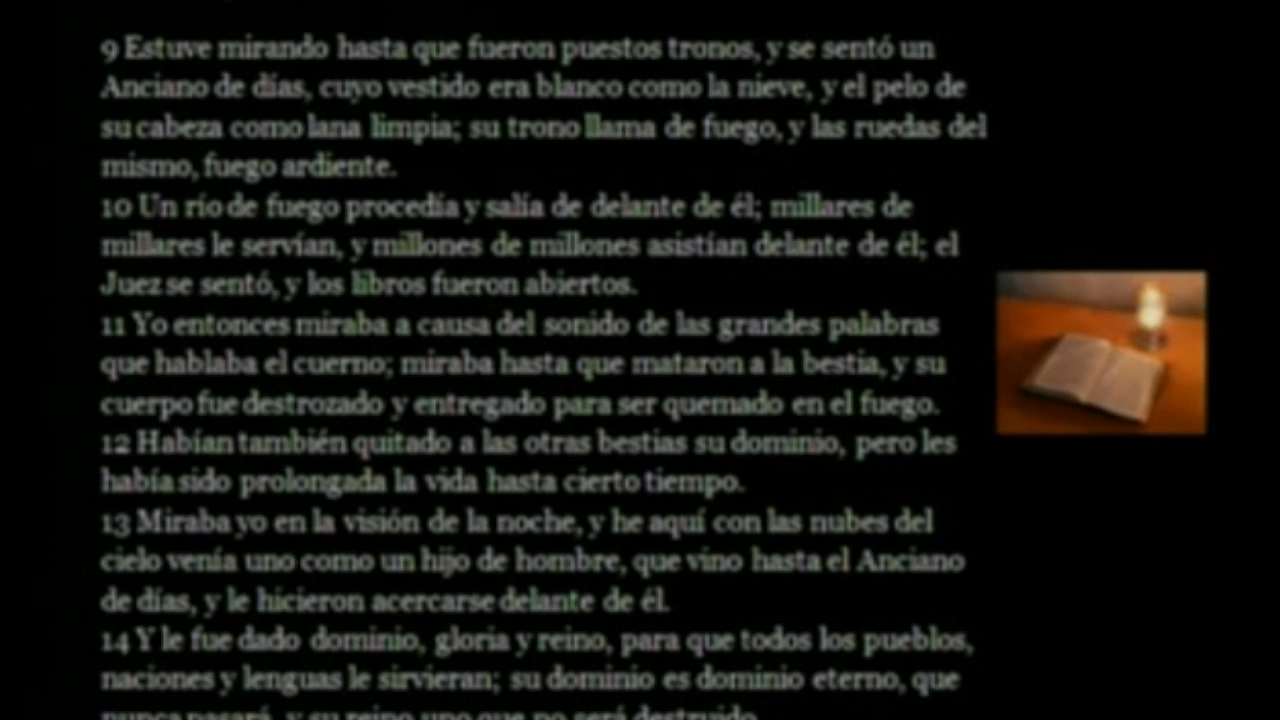 9 Estuve mirando hasta que fueron puestos tronos, y se sentó un
Anciano de días, cuyo vestido era blanco como la nieve, y el pelo de
su cabeza como lana limpia; su trono llama de fuego, y las ruedas del
mismo, fuego ardiente.
10 Un río de fuego procedía y salía de delante de él; millares de
millares le servían, y millones de millones asistían delante de él; el
Juez se sentó, y los libros fueron abiertos.
11 Yo entonces miraba a causa del sonido de las grandes palabras
que hablaba el cuerno; miraba hasta que mataron a la bestia, y su
cuerpo fue destrozado y entregado para ser quemado en el fuego.
12 Habían también quitado a las otras bestias su dominio, pero les
había sido prolongada la vida hasta cierto tiempo.
13 Miraba yo en la visión de la noche, y he aquí con las nubes del
cielo venía uno como un hijo de hombre, que vino hasta el Anciano
de días, y le hicieron acercarse delante de él.
14 Y le fue dado dominio, gloria y reino, para que todos los pueblos,
naciones y lenguas le sirvieran; su dominio es dominio eterno, que
nunca pasará, y su reino uno que no será destruido.